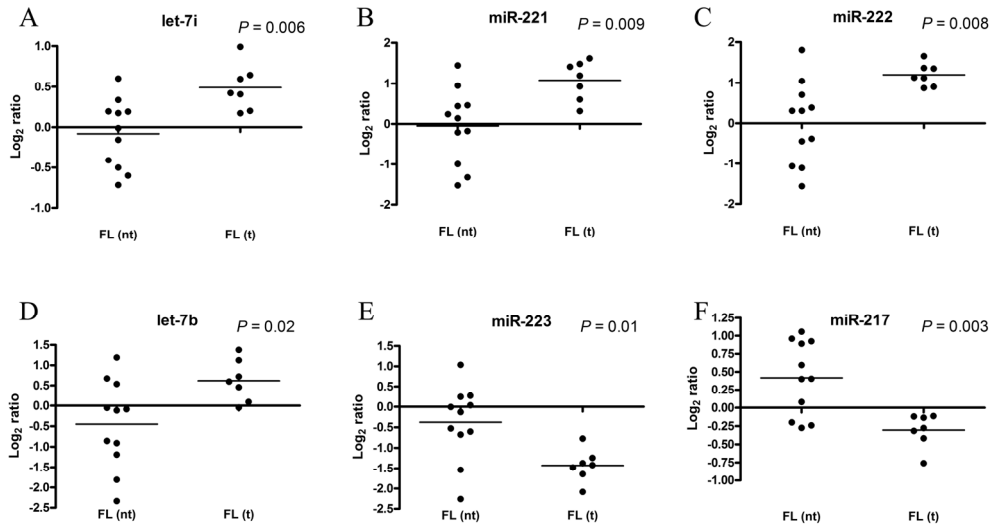 A
let-7i
P = 0.006
Log2 ratio
1.0
0.5
0.0
-0.5
-1.0
FL (nt)
FL (t)
B
miR-221
P = 0.009
Log2 ratio
2
1
0
-1
-2
FL (nt)
FL (t)
C
miR-222
P = 0.008
Log2 ratio
2
1
0
-1
-2
FL (nt)
FL (t)
D
let-7b
P = 0.02
Log2 ratio
1.5
1.0
0.5
0.0
-0.5
-1.0
-1.5
-2.0
-2.5
FL (nt)
FL (t)
E
miR-223
P = 0.01
Log2 ratio
1.5
1.0
0.5
0.0
-0.5
-1.0
-1.5
-2.0
-2.5
FL (nt)
FL (t)
F
miR-217
P = 0.003
Log2 ratio
1.25
1.00
0.75
0.50
0.25
0.00
-0.25
-0.50
-0.75
-1.00
FL (nt)
FL (t)